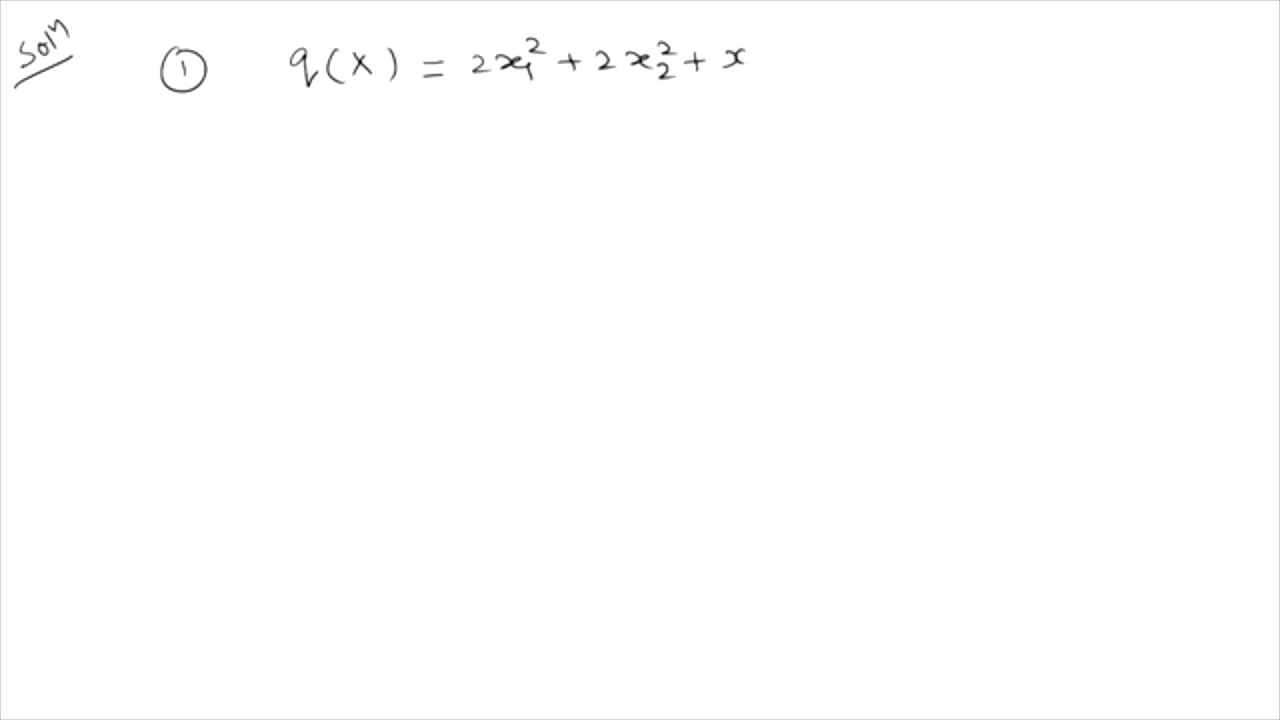 Soln ① q(X) = 2x₁² + 2x₂² + x